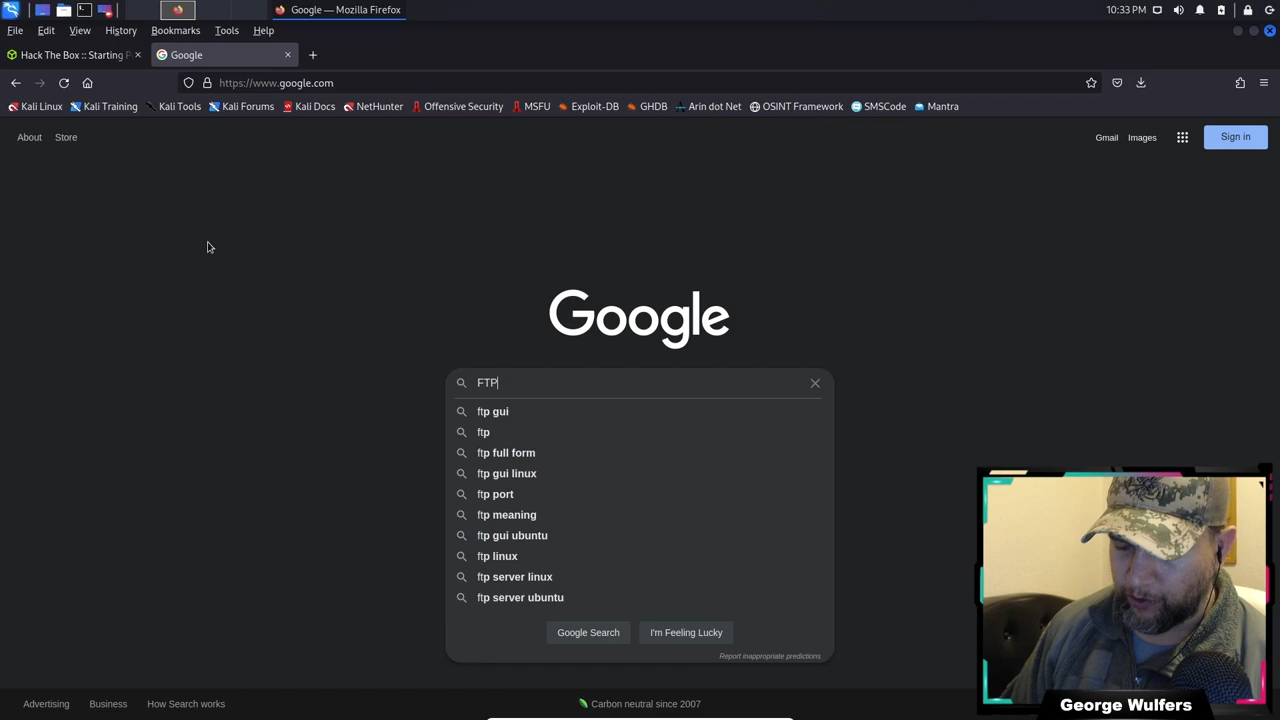 Google — Mozilla Firefox
10:33 PM
File Edit View History Bookmarks Tools Help
Hack The Box :: Starting P
Google
https://www.google.com
Kali Linux Kali Training Kali Tools Kali Forums Kali Docs NetHunter Offensive Security MSFU Exploit-DB GHDB Arin dot Net OSINT Framework SMSCode Mantra
About Store
Gmail Images Sign in
Google
FTP
ftp gui
ftp
ftp full form
ftp gui linux
ftp port
ftp meaning
ftp gui ubuntu
ftp linux
ftp server linux
ftp server ubuntu
Google Search I'm Feeling Lucky
Report inappropriate predictions
Advertising Business How Search works
Carbon neutral since 2007
George Wulfers